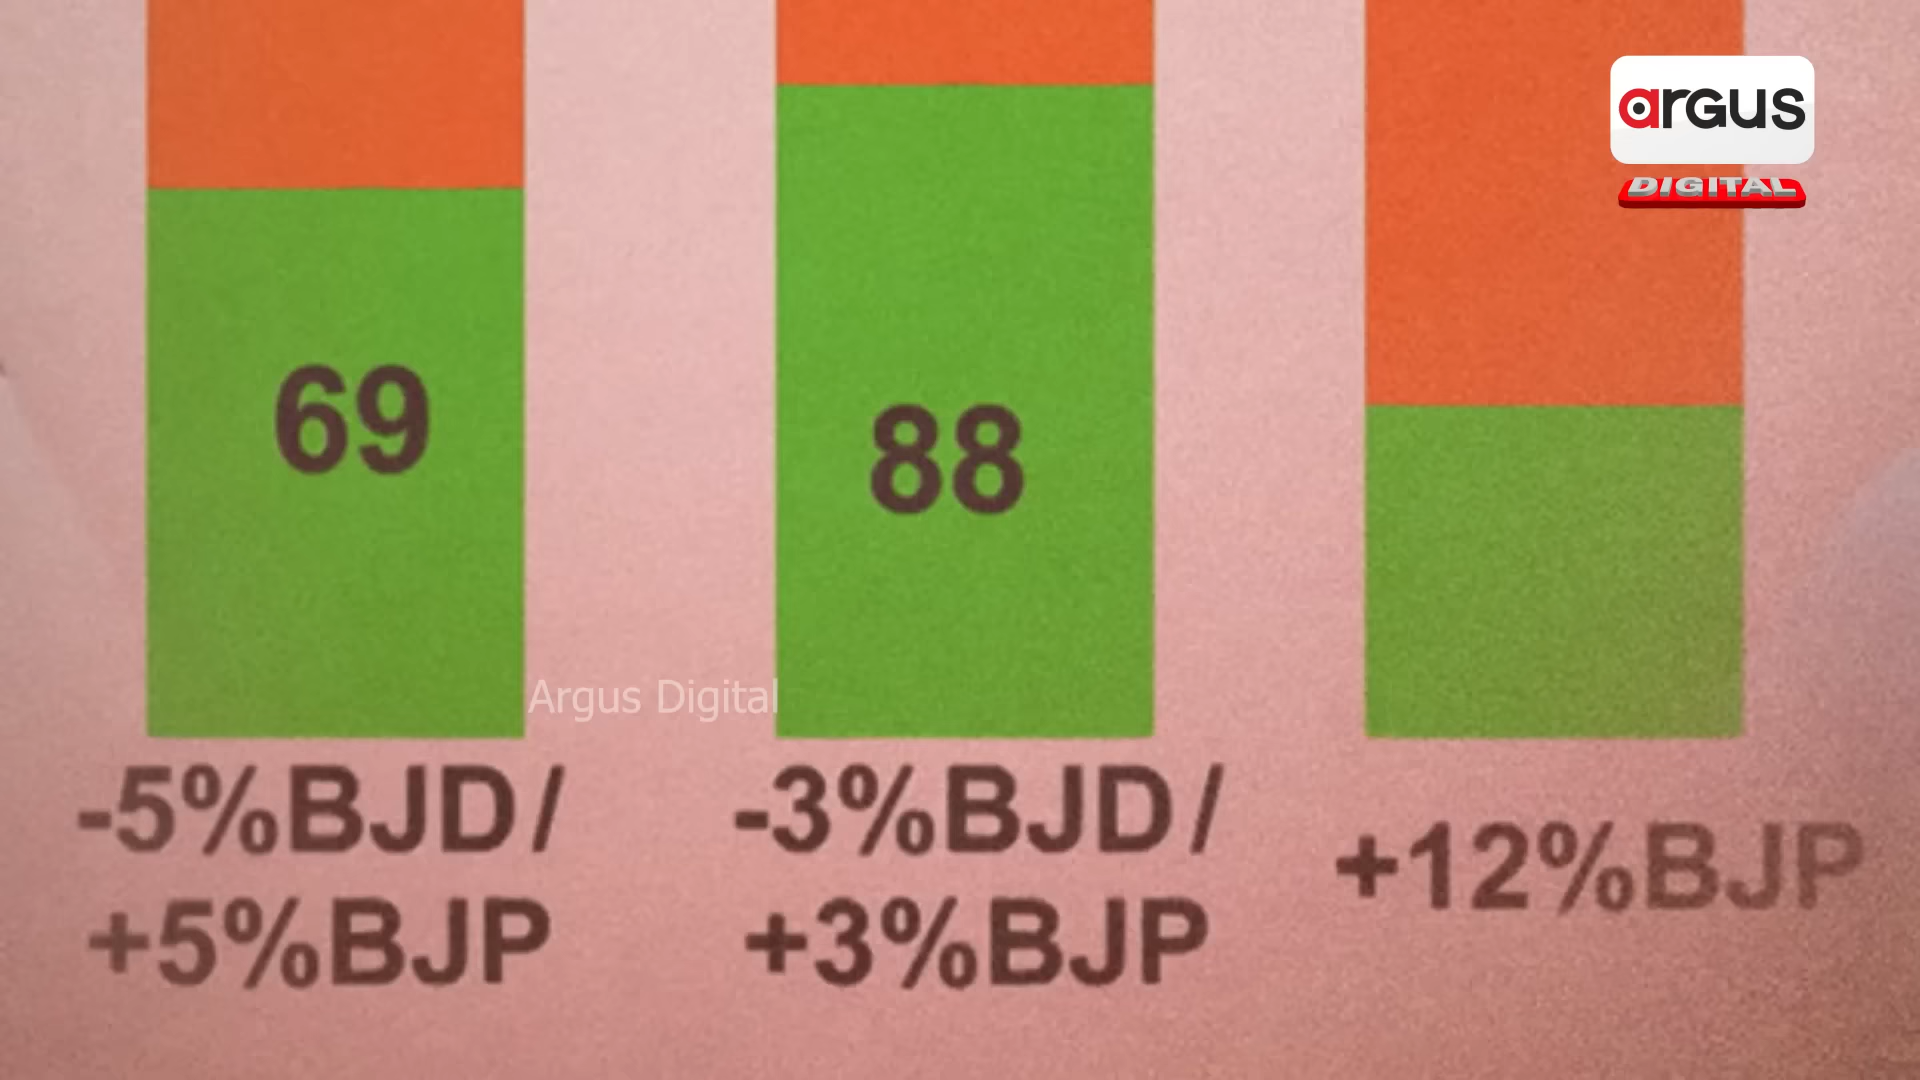 argus
DIGITAL
69
88
Argus Digital
-5%BJD/
+5%BJP
-3%BJD/
+3%BJP
+12%BJP